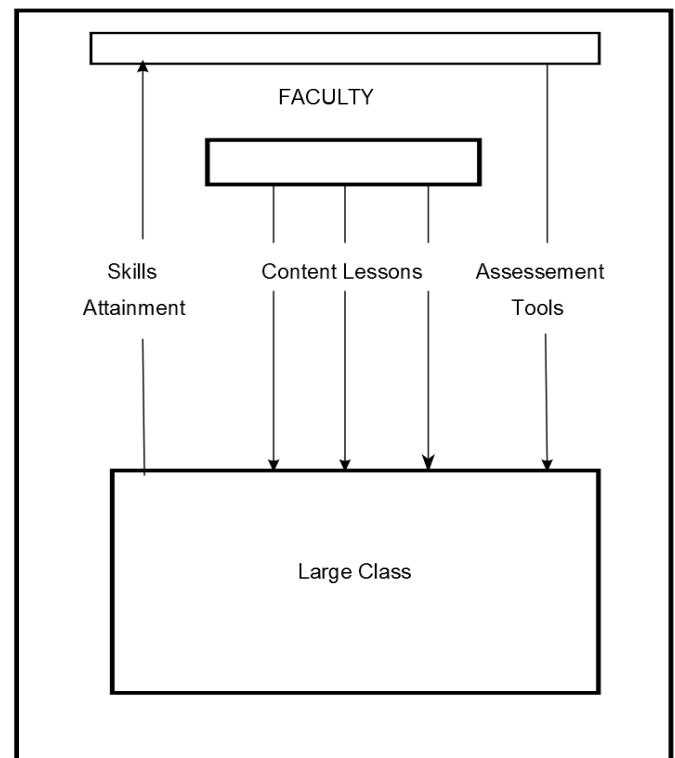 FACULTY
Skills
Attainment
Content Lessons
Assessement
Tools
Large Class